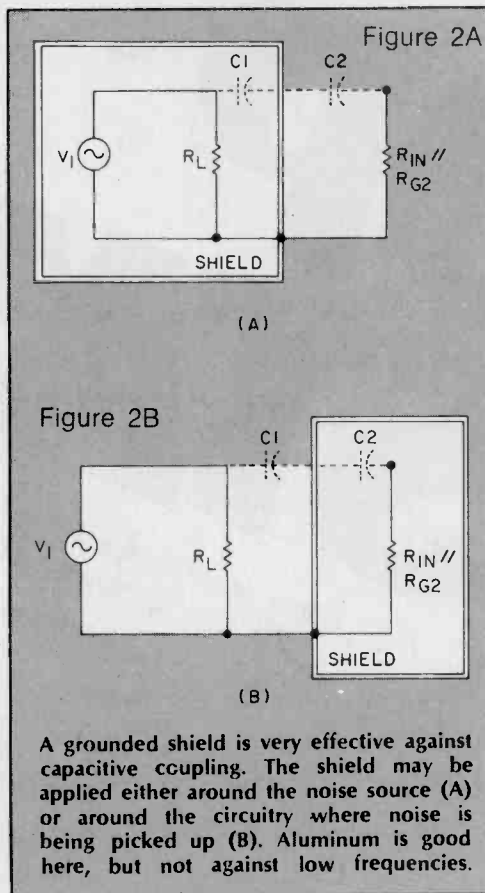 Figure 2A
C1 C2
V1
RL
RIN //
RG2
SHIELD
(A)
Figure 2B
C1 C2
V1
RL
RIN //
RG2
SHIELD
(B)
A grounded shield is very effective against
capacitive coupling. The shield may be
applied either around the noise source (A)
or around the circuitry where noise is
being picked up (B). Aluminum is good
here, but not against low frequencies.